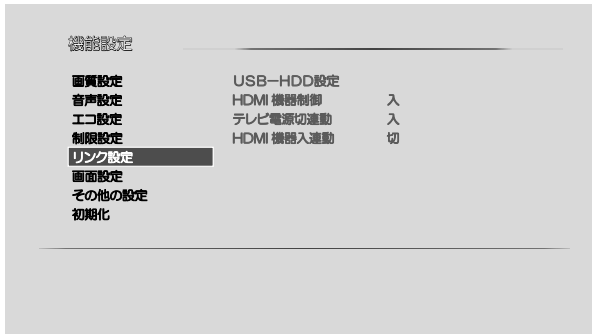 機能設定
画質設定 USB－HDD設定
音声設定 HDMI 機器制御 入
エコ設定 テレビ電源切連動 入
制限設定 HDMI 機器入連動 切
リンク設定
画面設定
その他の設定
初期化